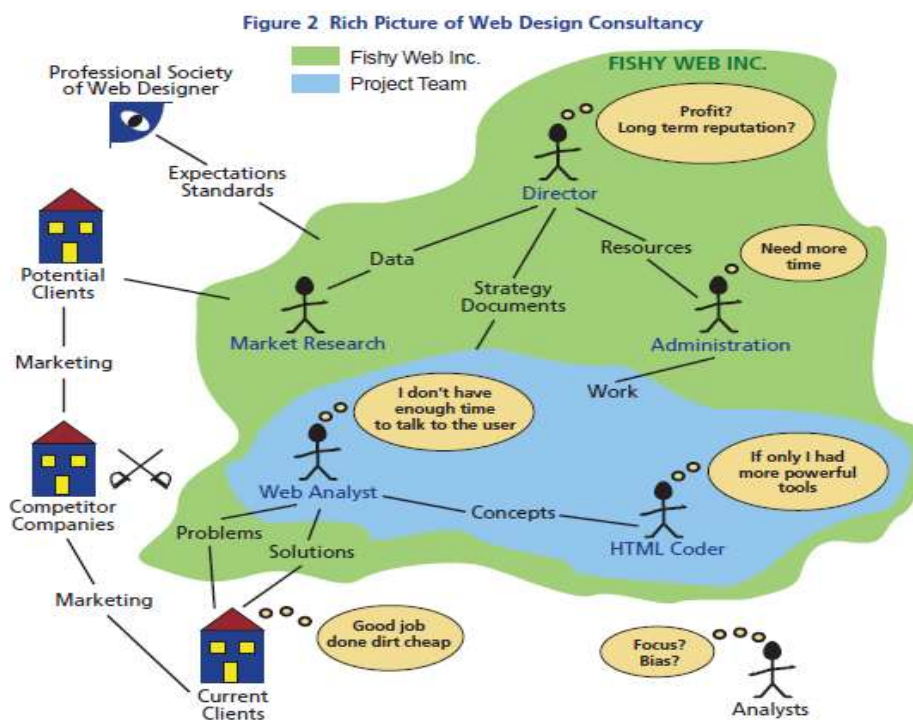 Figure 2 Rich Picture of Web Design Consultancy
Fishy Web Inc.
Project Team
FISHY WEB INC.
Professional Society
of Web Designer
Profit?
Long term reputation?
Expectations
Standards
Director
Data
Resources
Need more
time
Potential
Clients
Strategy
Documents
Market Research
Administration
Marketing
Work
I don't have
enough time
to talk to the user
If only I had
more powerful
tools
Competitor
Companies
Web Analyst
Concepts
HTML Coder
Problems
Solutions
Marketing
Good job
done dirt cheap
Focus?
Bias?
Current
Clients
Analysts